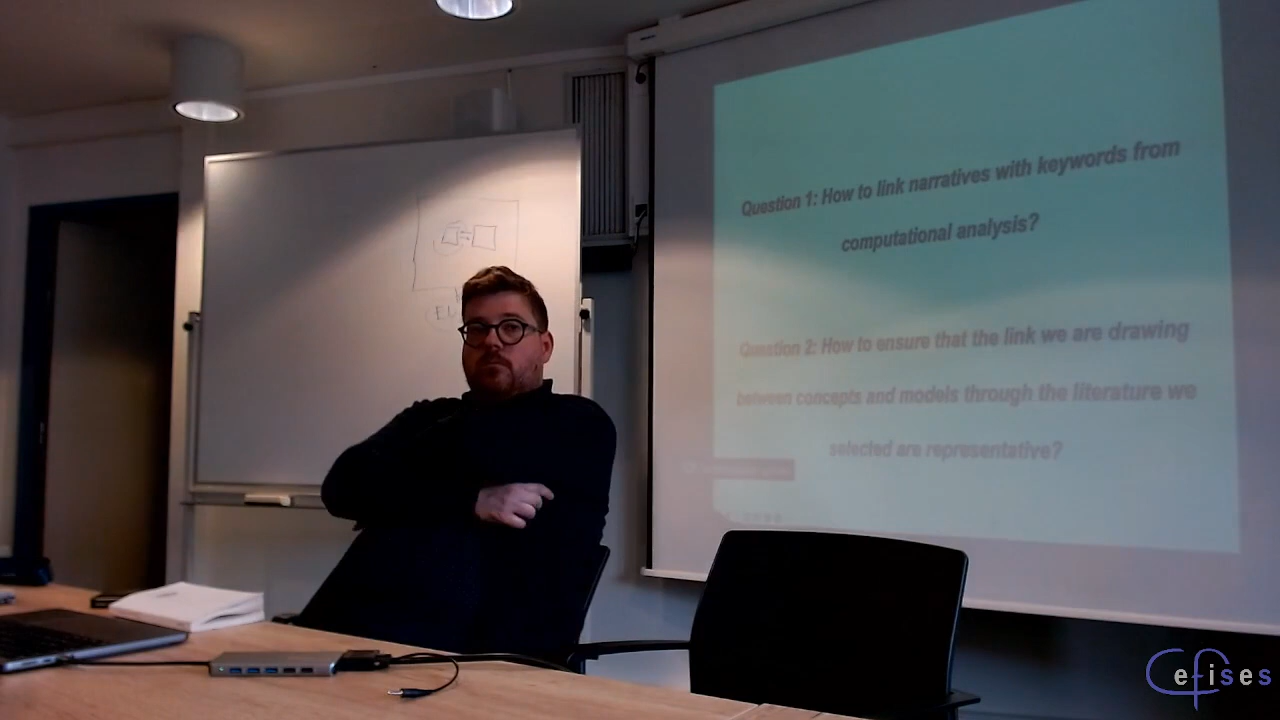 Question 1: How to link narratives with keywords from
computational analysis?
Question 2: How to ensure that the link we are drawing
between concepts and models through the literature we
selected are representative?
Cefises